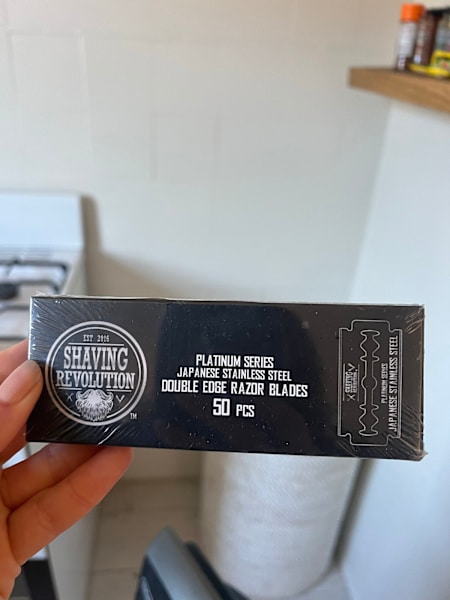 EST 2016
SHAVING
REVOLUTION
TM
PLATINUM SERIES
JAPANESE STAINLESS STEEL
DOUBLE EDGE RAZOR BLADES
50 PCS
PLATINUM SERIES
JAPANESE STAINLESS STEEL